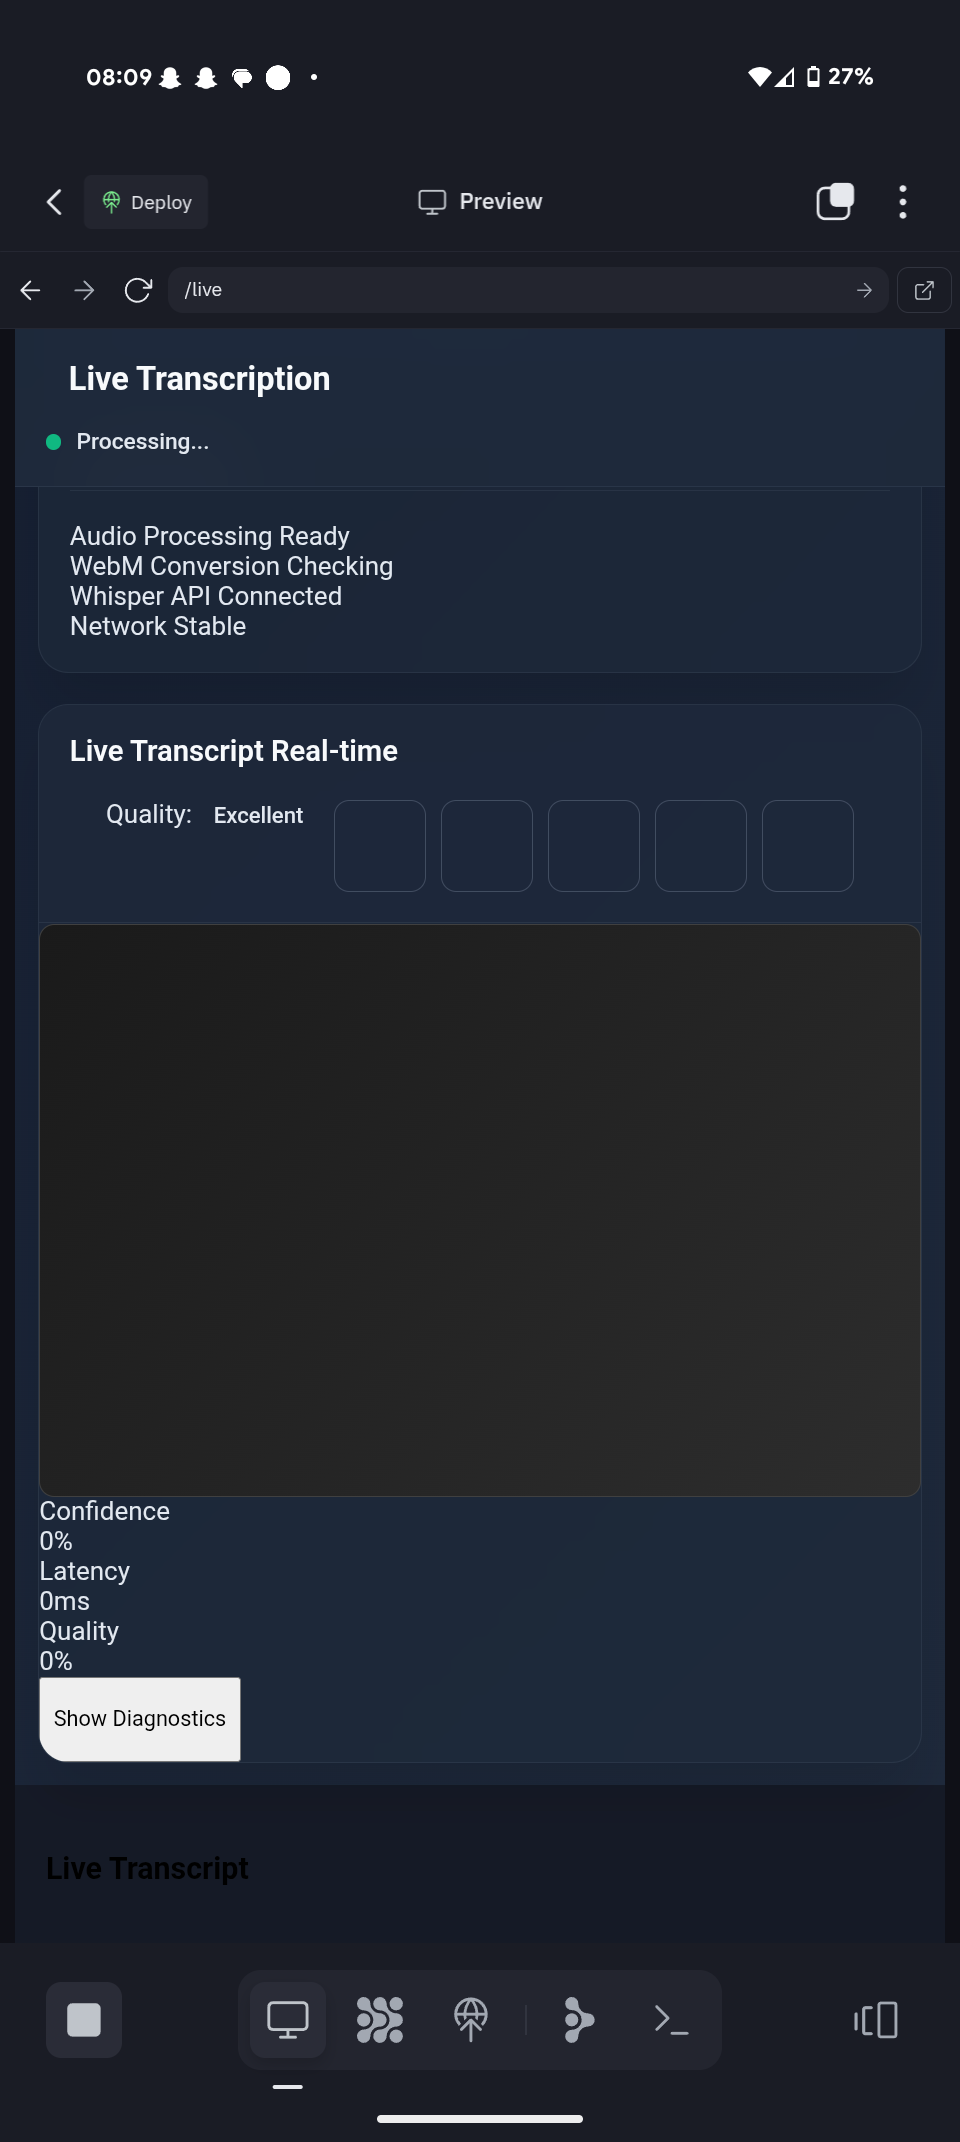 08:09
27%
Deploy
Preview
/live
Live Transcription
Processing...
Audio Processing Ready
WebM Conversion Checking
Whisper API Connected
Network Stable
Live Transcript Real-time
Quality: Excellent
Confidence
0%
Latency
0ms
Quality
0%
Show Diagnostics
Live Transcript